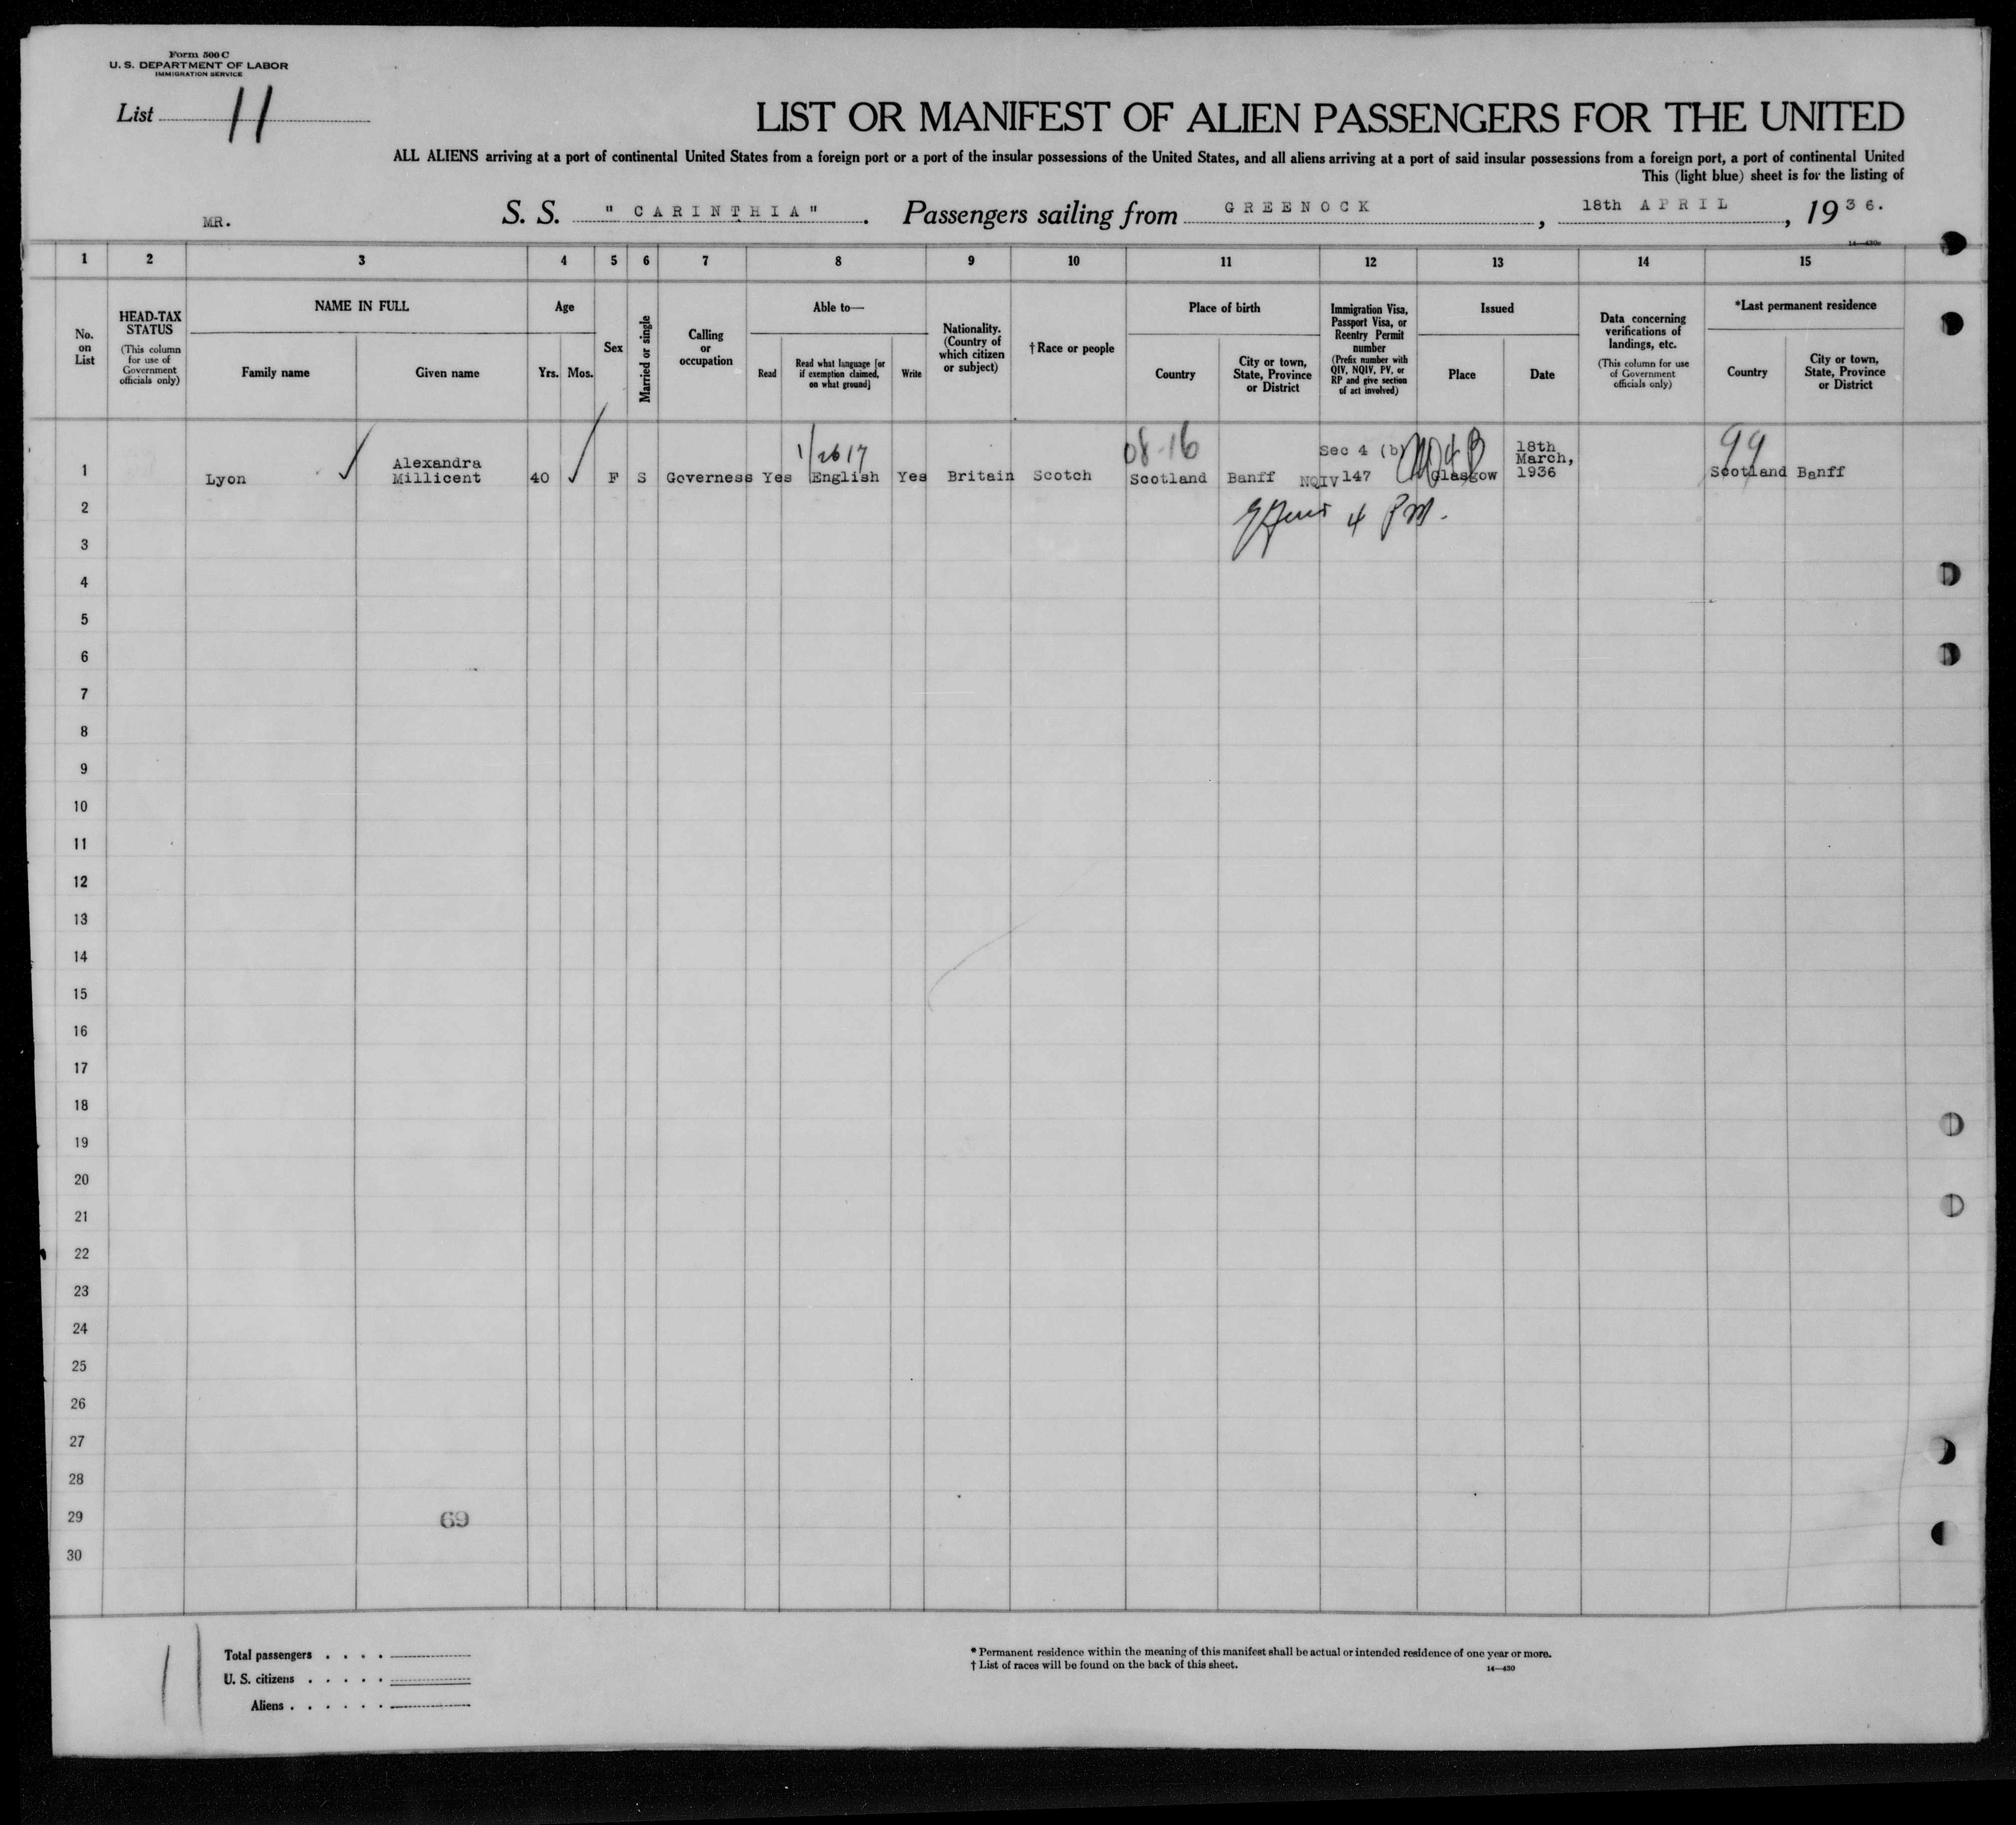 Form 500 C
U. S. DEPARTMENT OF LABOR
IMMIGRATION SERVICE
List 11
LIST OR MANIFEST OF ALIEN PASSENGERS FOR THE UNITED
ALL ALIENS arriving at a port of continental United States from a foreign port or a port of the insular possessions of the United States, and all aliens arriving at a port of said insular possessions from a foreign port, a port of continental United
This (light blue) sheet is for the listing of
MR. S. S. " CARINTHIA ". Passengers sailing from GREENOCK, 18th APRIL, 1936.
14—430a
1 2 3 4 5 6 7 8 9 10 11 12 13 14 15
No. on List
HEAD-TAX STATUS
(This column for use of Government officials only)
NAME IN FULL
Family name
Given name
Age
Yrs. Mos.
Sex
Married or single
Calling or occupation
Able to—
Read
Read what language [or if exemption claimed, on what ground]
Write
Nationality. (Country of which citizen or subject)
† Race or people
Place of birth
Country
City or town, State, Province or District
Immigration Visa, Passport Visa, or Reentry Permit number
(Prefix number with QIV, NQIV, PV, or RP and give section of act involved)
Issued
Place
Date
Data concerning verifications of landings, etc.
(This column for use of Government officials only)
*Last permanent residence
Country
City or town, State, Province or District
08-16
99
1 Lyon Alexandra Millicent 40 F S Governess Yes English Yes Britain Scotch Scotland Banff Sec 4 (b) NQIV 147 Glasgow 18th March, 1936 Scotland Banff
2
4 PM.
3
4
5
6
7
8
9
10
11
12
13
14
15
16
17
18
19
20
21
22
23
24
25
26
27
28
29 69
30
11
Total passengers . . . .
U. S. citizens . . . . .
Aliens . . . . . .
* Permanent residence within the meaning of this manifest shall be actual or intended residence of one year or more.
† List of races will be found on the back of this sheet.
14—430